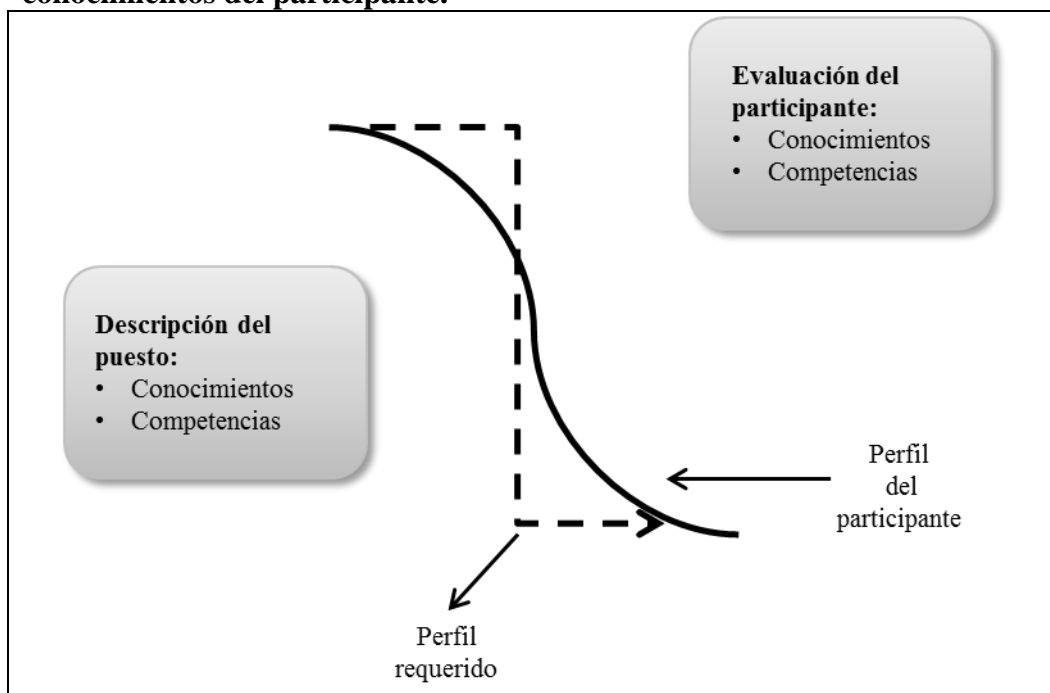 conocimientos del participante.
Evaluación del
participante:
• Conocimientos
• Competencias
Descripción del
puesto:
• Conocimientos
• Competencias
Perfil
del
participante
Perfil
requerido